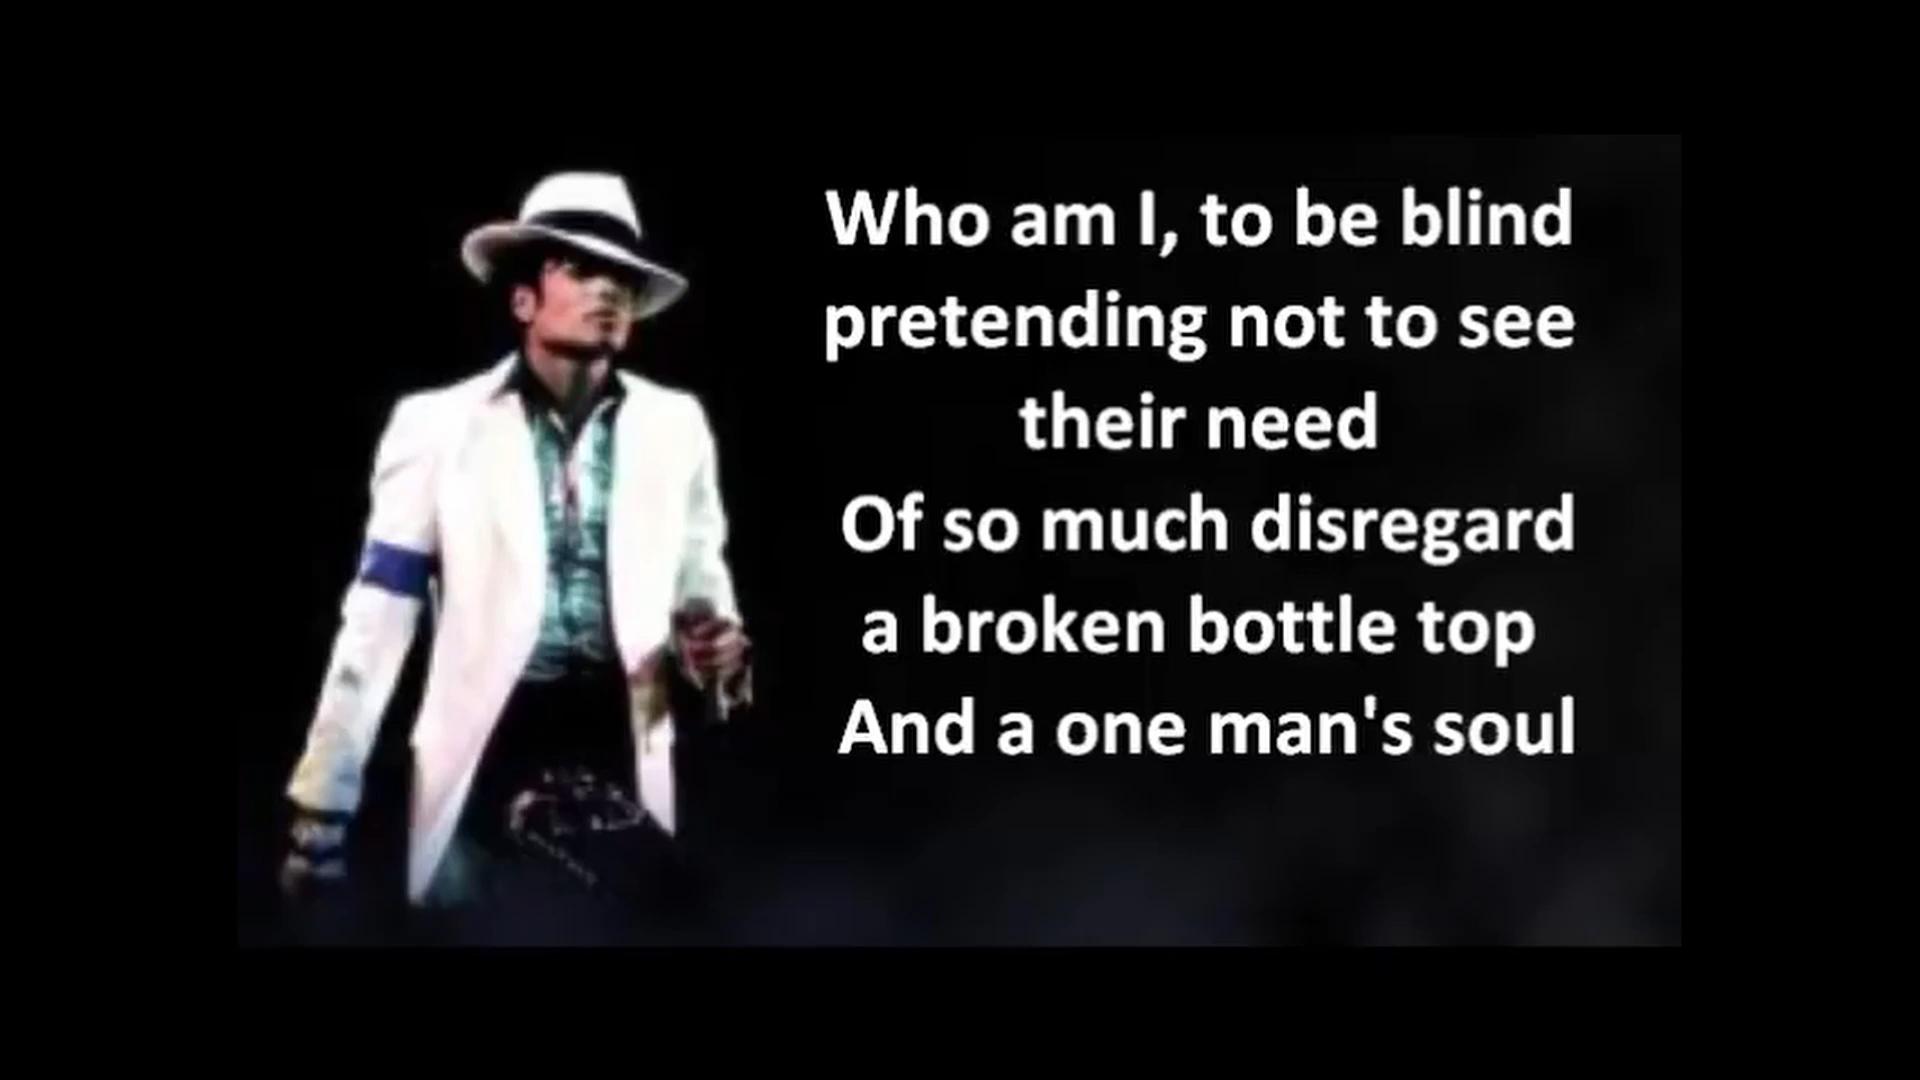 Who am I, to be blind
pretending not to see
their need
Of so much disregard
a broken bottle top
And a one man's soul